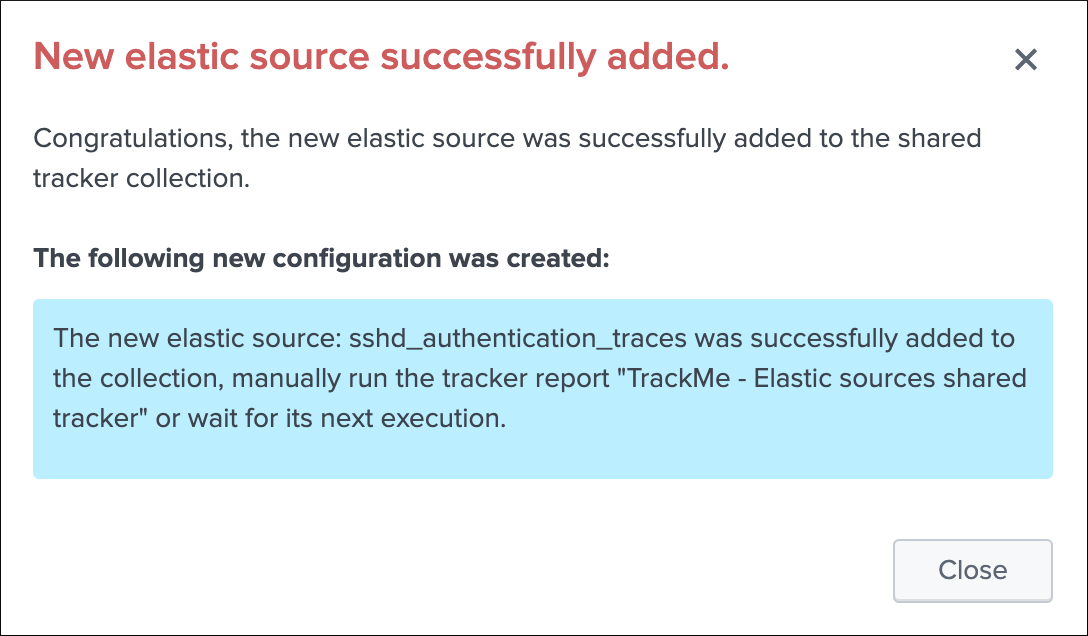 New elastic source successfully added.
Congratulations, the new elastic source was successfully added to the shared
tracker collection.
The following new configuration was created:
The new elastic source: sshd_authentication_traces was successfully added to
the collection, manually run the tracker report "TrackMe - Elastic sources shared
tracker" or wait for its next execution.
Close